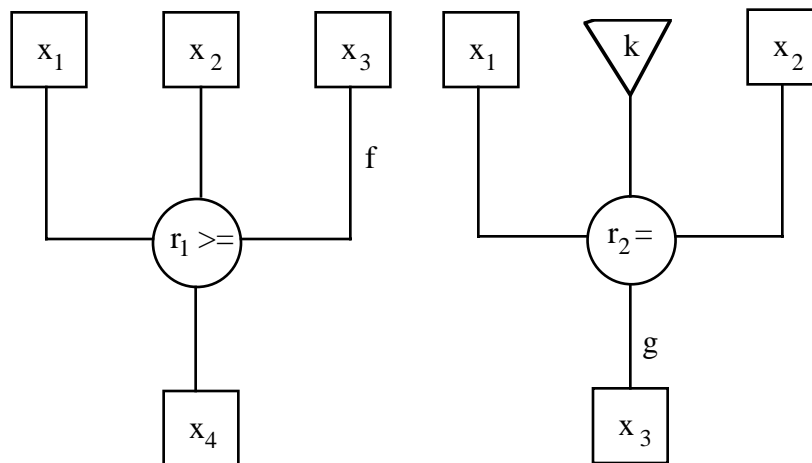 x₁ x₂ x₃ x₁ k x₂
f
r₁ >= r₂ =
g
x₄ x₃